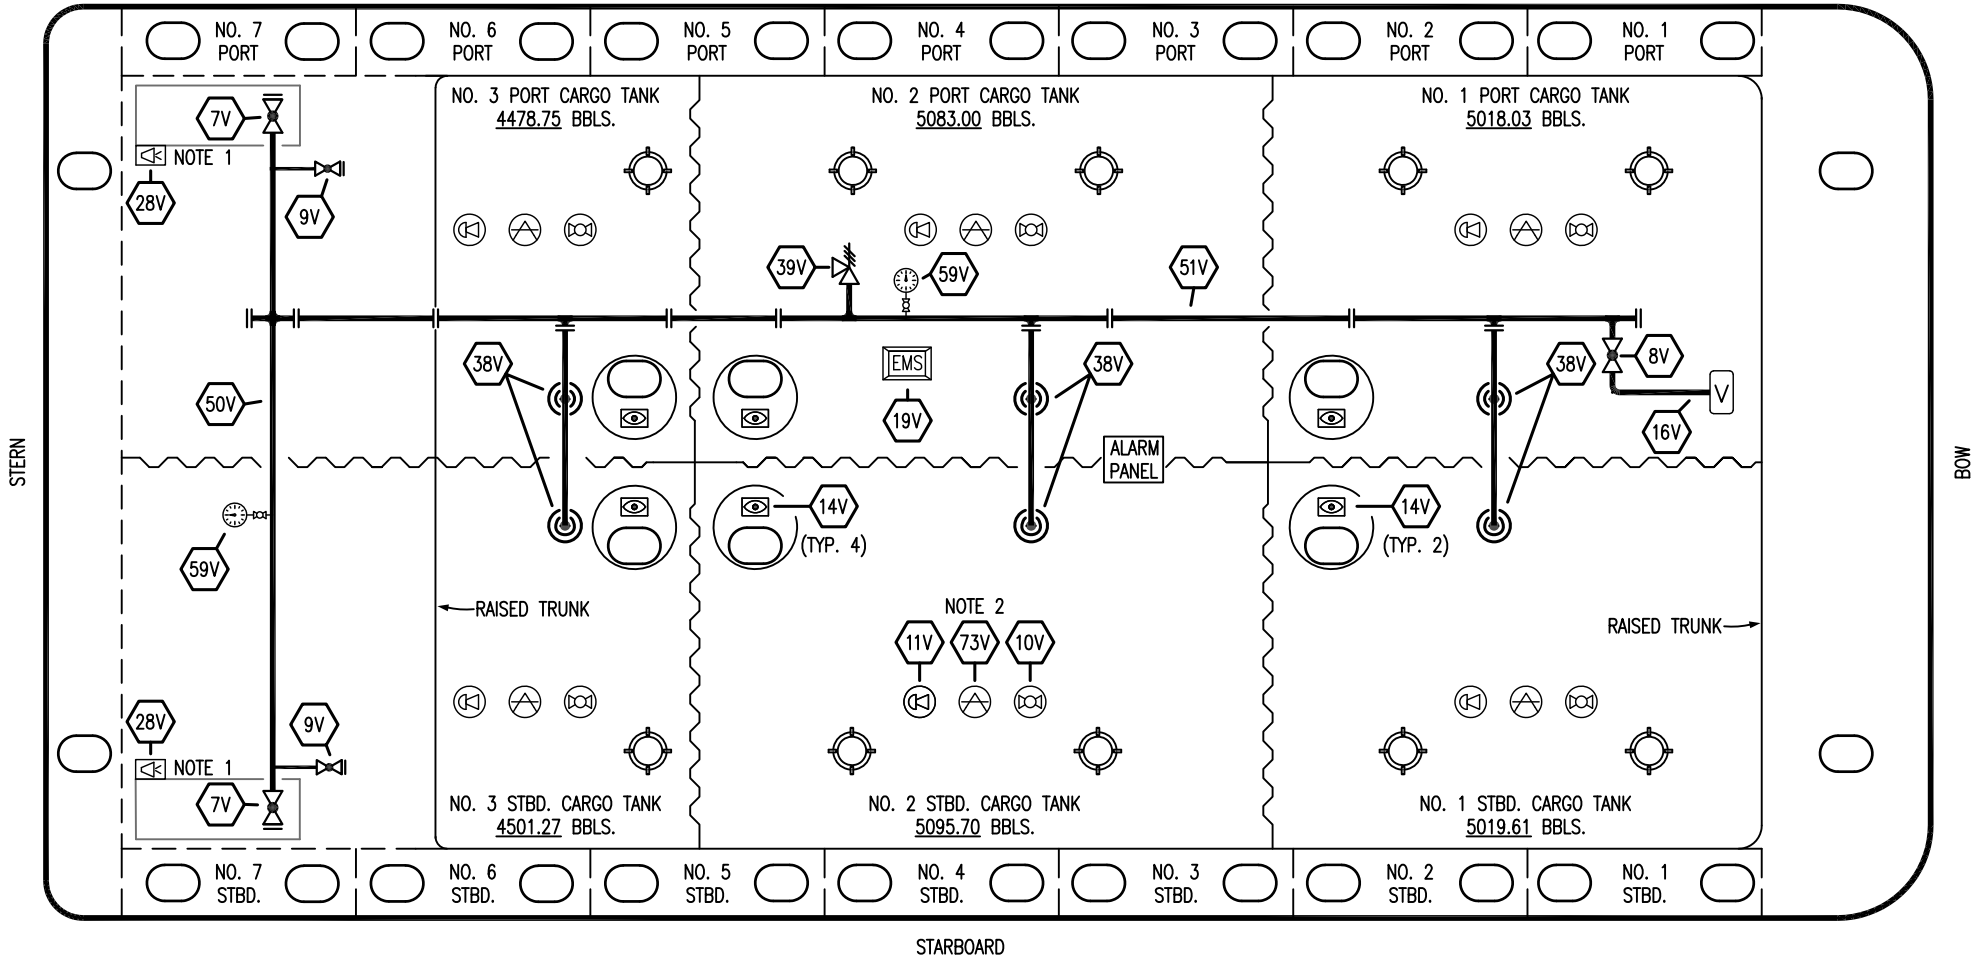 NO. 7
PORT
NO. 6
PORT
NO. 5
PORT
NO. 4
PORT
NO. 3
PORT
NO. 2
PORT
NO. 1
PORT
NO. 3 PORT CARGO TANK
4478.75 BBLS.
NO. 2 PORT CARGO TANK
5083.00 BBLS.
NO. 1 PORT CARGO TANK
5018.03 BBLS.
7V
NOTE 1
28V
9V
39V
59V
51V
38V
EMS
19V
38V
38V
8V
V
16V
50V
STERN
BOW
ALARM
PANEL
14V
(TYP. 4)
14V
(TYP. 2)
59V
RAISED TRUNK
NOTE 2
11V
73V
10V
RAISED TRUNK
28V
9V
NOTE 1
7V
NO. 3 STBD. CARGO TANK
4501.27 BBLS.
NO. 2 STBD. CARGO TANK
5095.70 BBLS.
NO. 1 STBD. CARGO TANK
5019.61 BBLS.
NO. 7
STBD.
NO. 6
STBD.
NO. 5
STBD.
NO. 4
STBD.
NO. 3
STBD.
NO. 2
STBD.
NO. 1
STBD.
STARBOARD